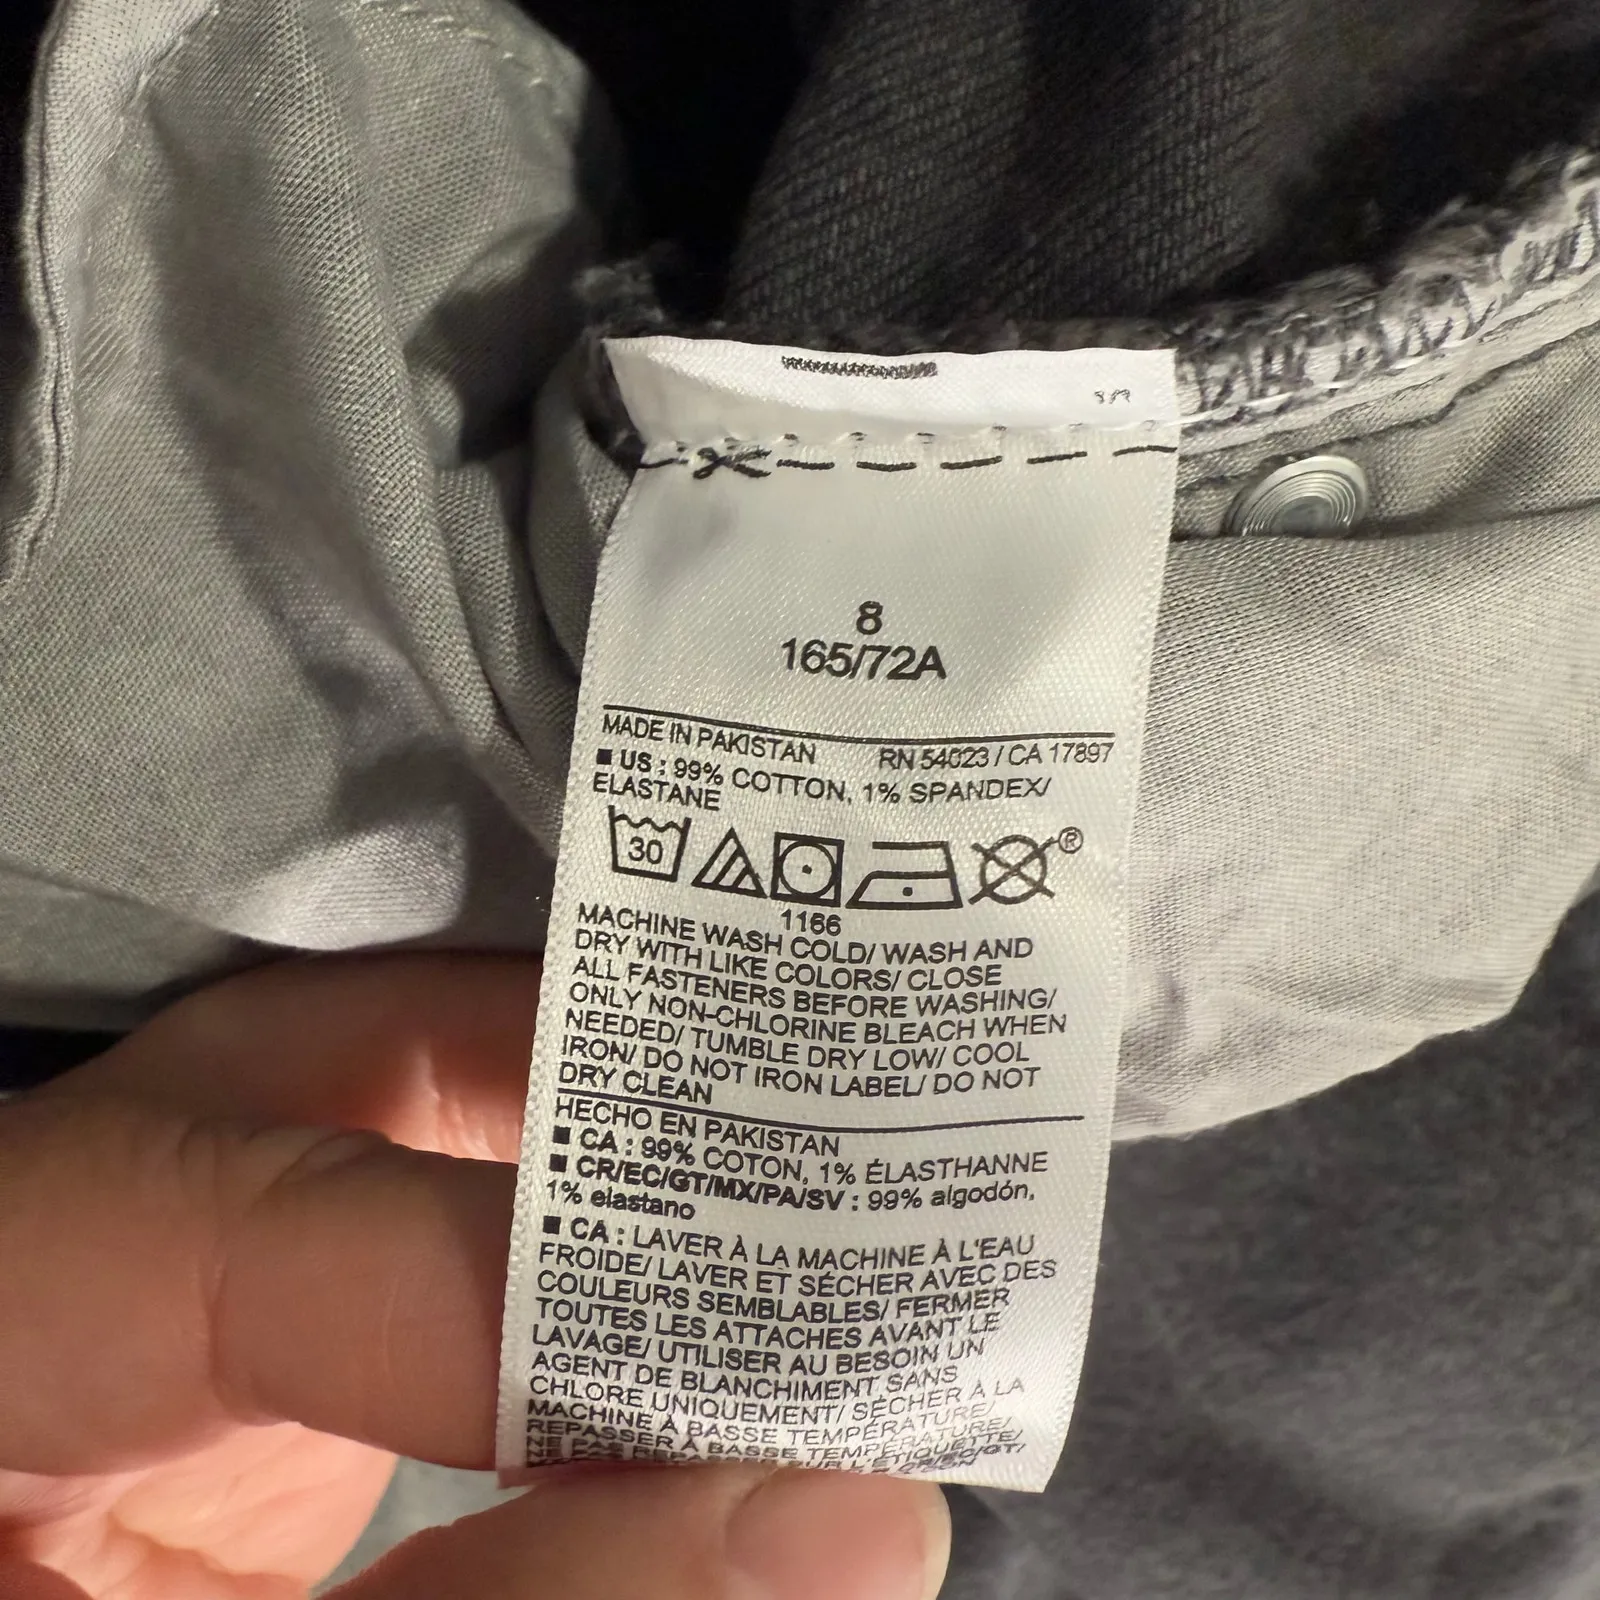 8
165/72A
MADE IN PAKISTAN RN 54023 / CA 17897
■ US : 99% COTTON, 1% SPANDEX/
ELASTANE
30
®
1166
MACHINE WASH COLD/ WASH AND
DRY WITH LIKE COLORS/ CLOSE
ALL FASTENERS BEFORE WASHING/
ONLY NON-CHLORINE BLEACH WHEN
NEEDED/ TUMBLE DRY LOW/ COOL
IRON/ DO NOT IRON LABEL/ DO NOT
DRY CLEAN
HECHO EN PAKISTAN
■ CA : 99% COTON, 1% ÉLASTHANNE
■ CR/EC/GT/MX/PA/SV : 99% algodón,
1% elastano
■ CA : LAVER À LA MACHINE À L'EAU
FROIDE/ LAVER ET SÉCHER AVEC DES
COULEURS SEMBLABLES/ FERMER
TOUTES LES ATTACHES AVANT LE
LAVAGE/ UTILISER AU BESOIN UN
AGENT DE BLANCHIMENT SANS
CHLORE UNIQUEMENT/ SÉCHER À LA
MACHINE À BASSE TEMPÉRATURE/
REPASSER À BASSE TEMPÉRATURE/
NE PAS REPASSER SUR L'ÉTIQUETTE/